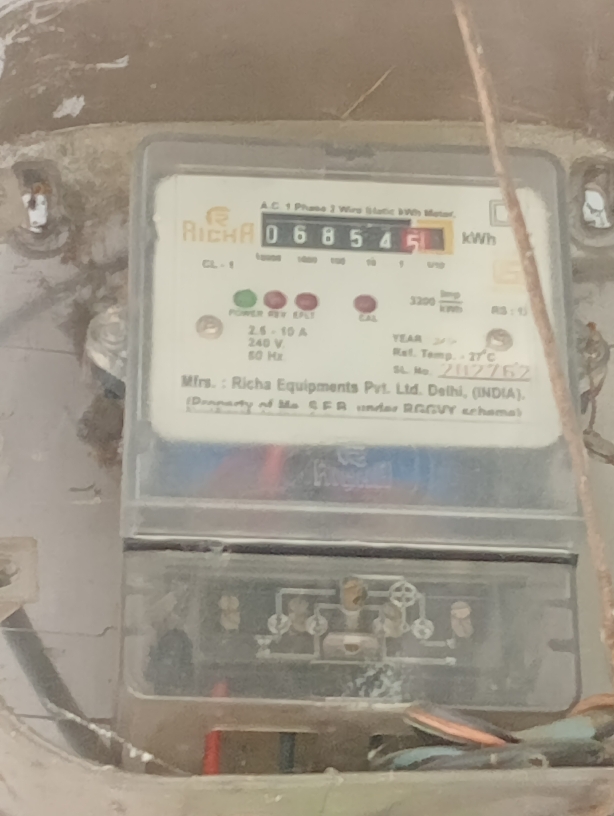 A.C. 1 Phase 2 Wire Static kWh Meter.
RICHA
0 6 8 5 4 5 kWh
CL - 1
10000 1000 100 10 1 1/10
POWER REV EFLT CAL
3200 Imp/kWh
2.5 - 10 A
240 V.
50 Hz
YEAR
Ref. Temp. - 27°C
SL. No. 202762
Mfrs. : Richa Equipments Pvt. Ltd. Delhi, (INDIA).
(Property of Ms. S.E.B. under RGGVY scheme)
RICHA